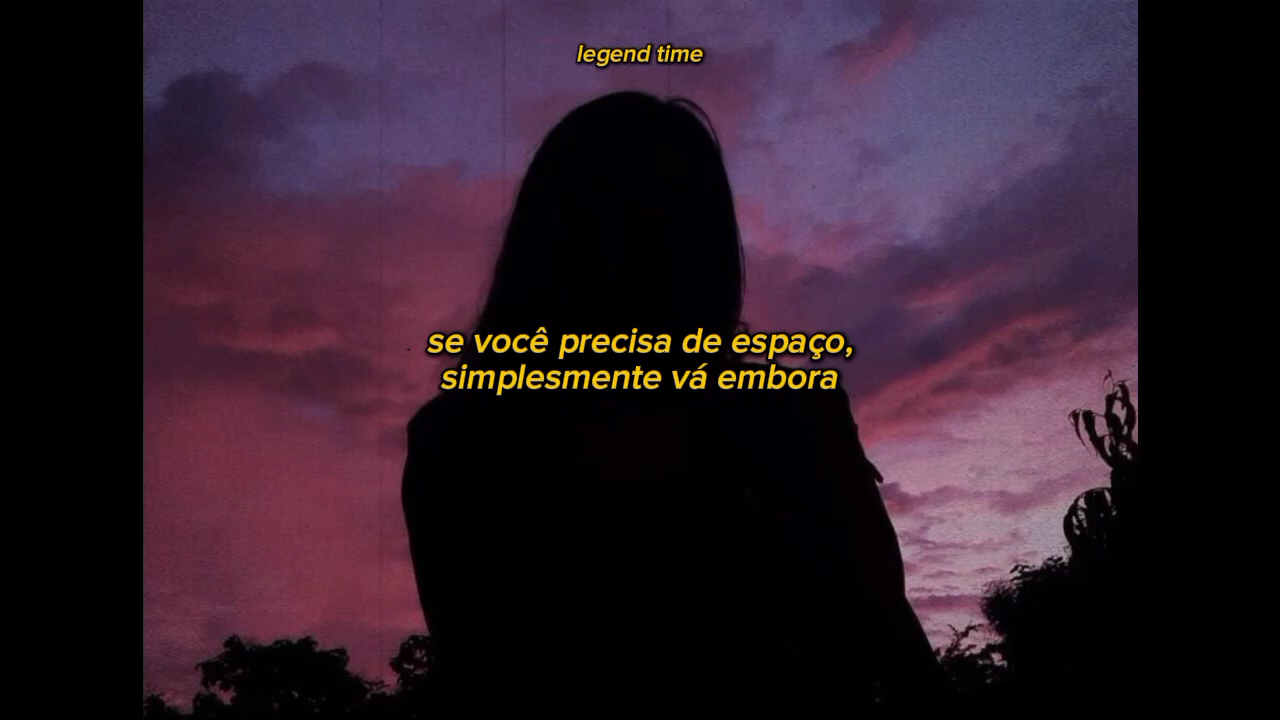 legend time
se você precisa de espaço,
simplesmente vá embora